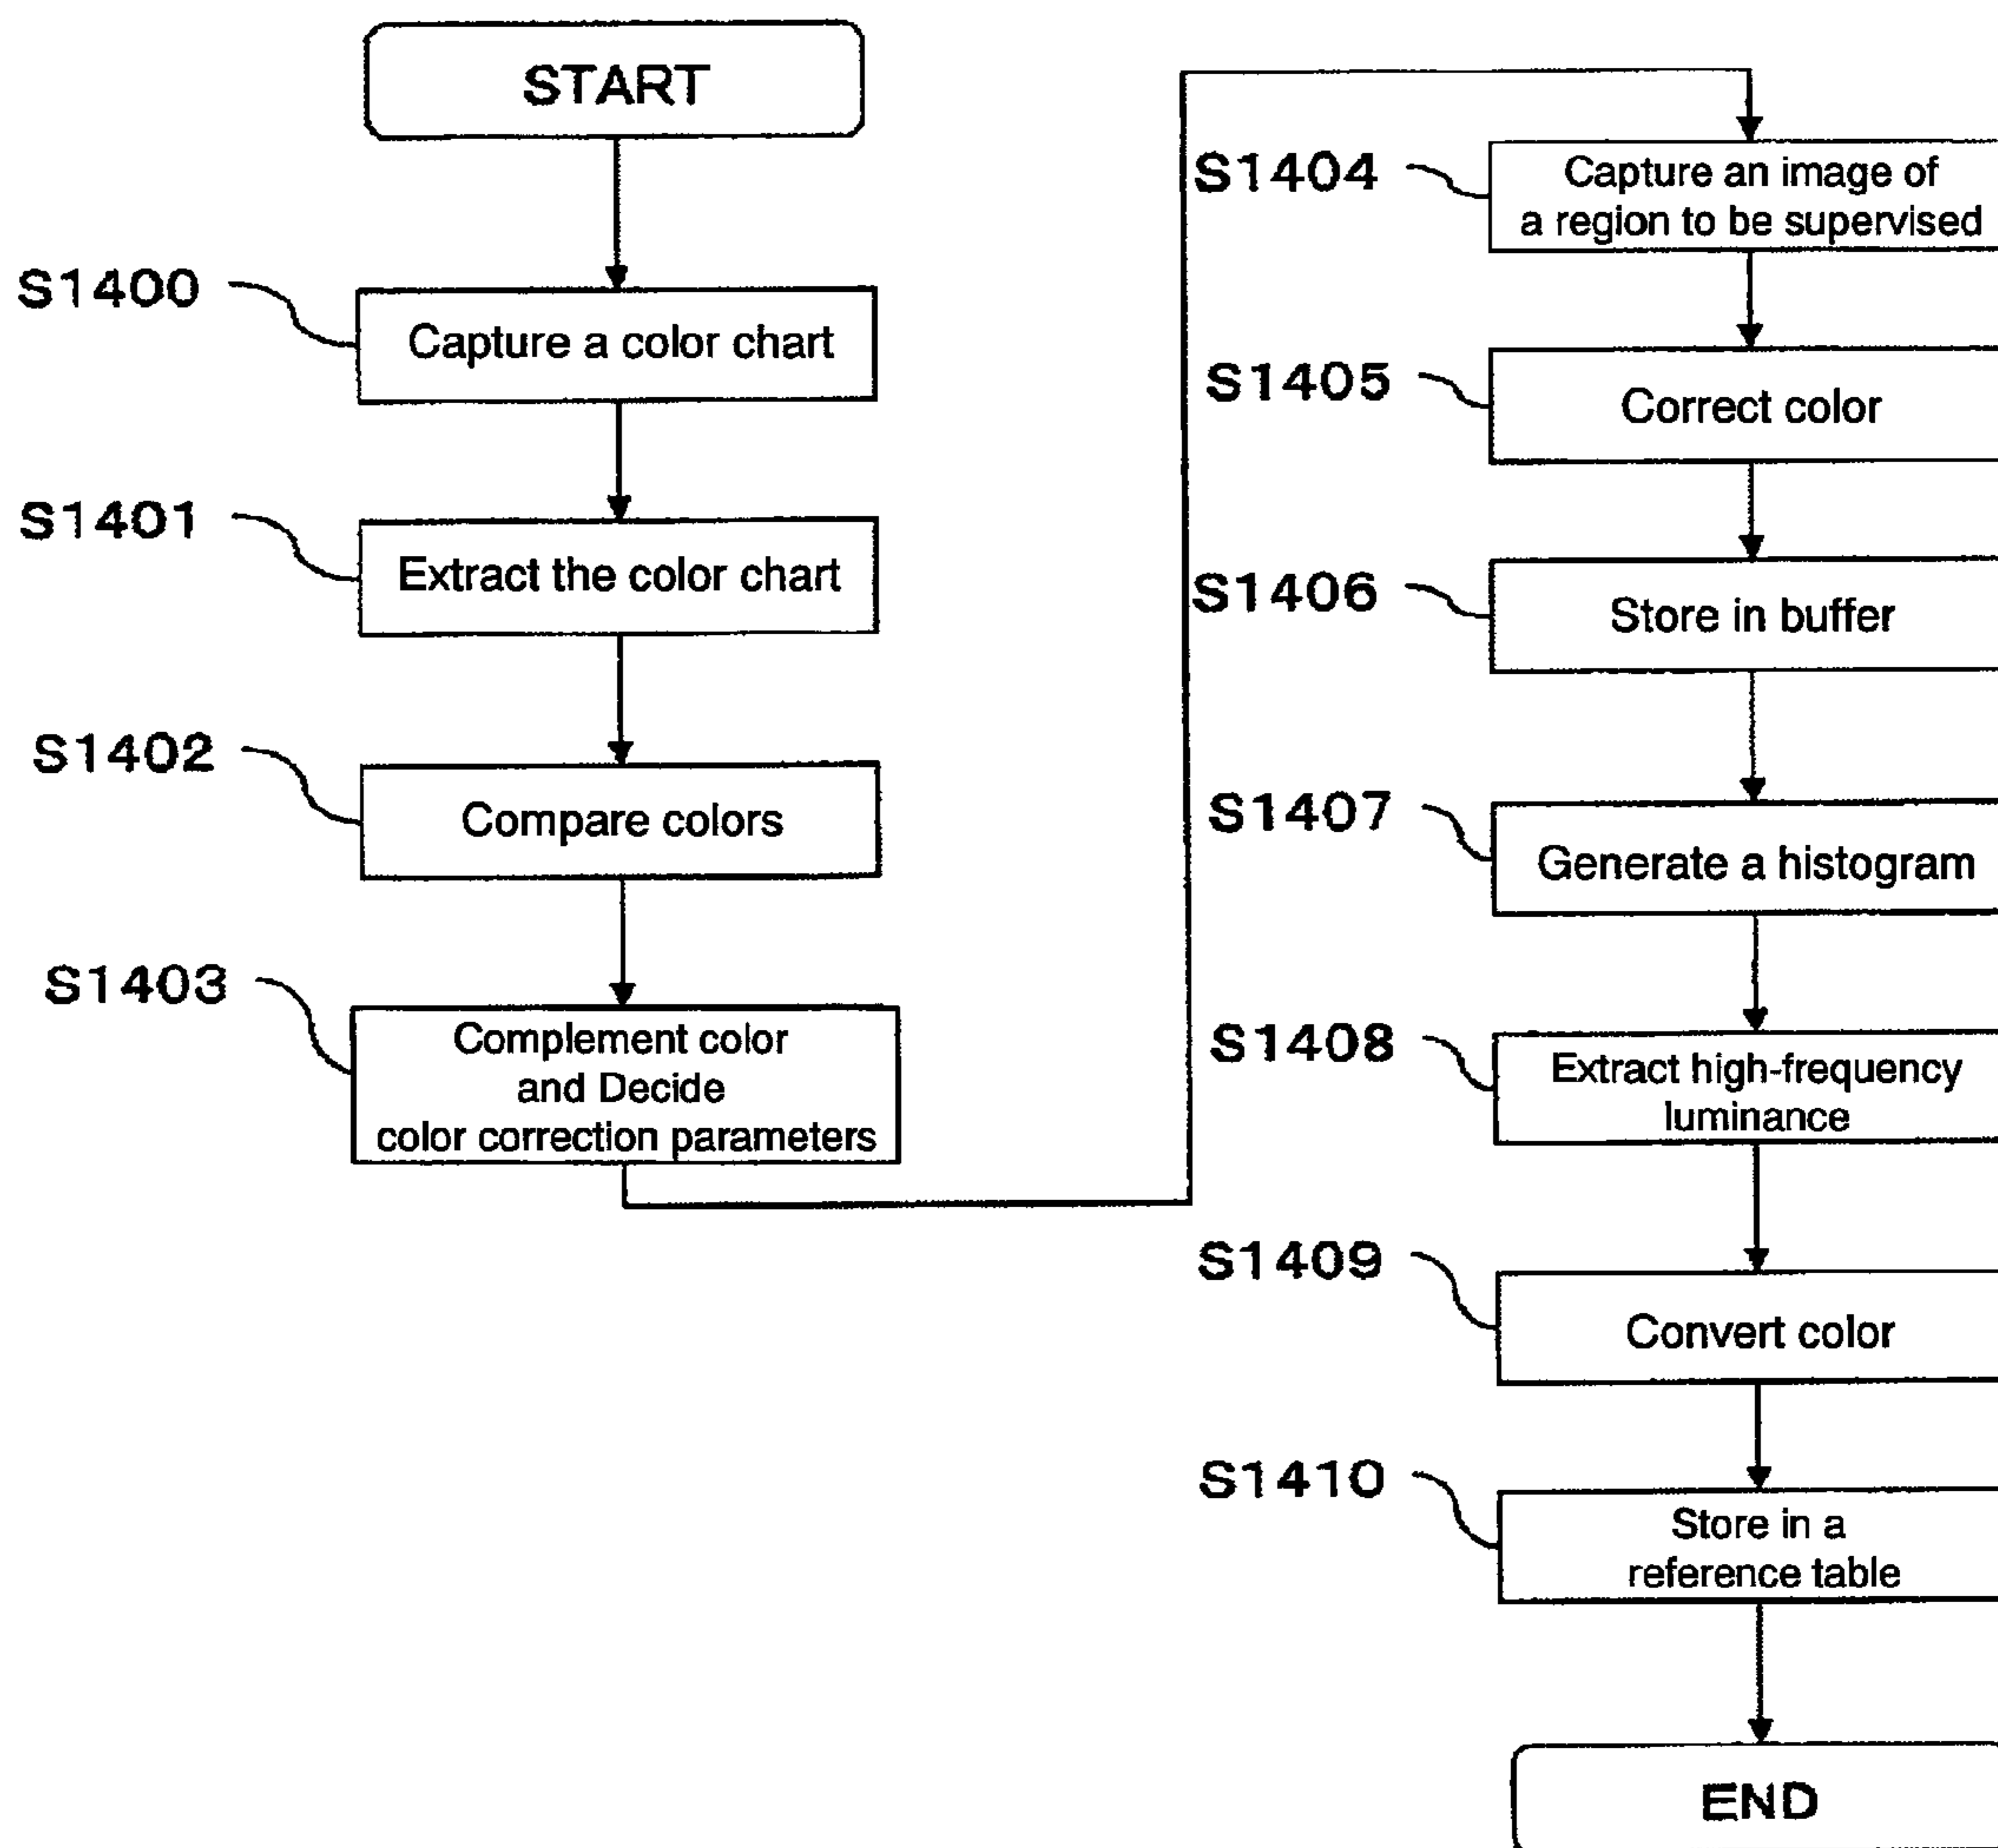 START
S1400
Capture a color chart
S1401
Extract the color chart
S1402
Compare colors
S1403
Complement color
and Decide
color correction parameters
S1404
Capture an image of
a region to be supervised
S1405
Correct color
S1406
Store in buffer
S1407
Generate a histogram
S1408
Extract high-frequency
luminance
S1409
Convert color
S1410
Store in a
reference table
END